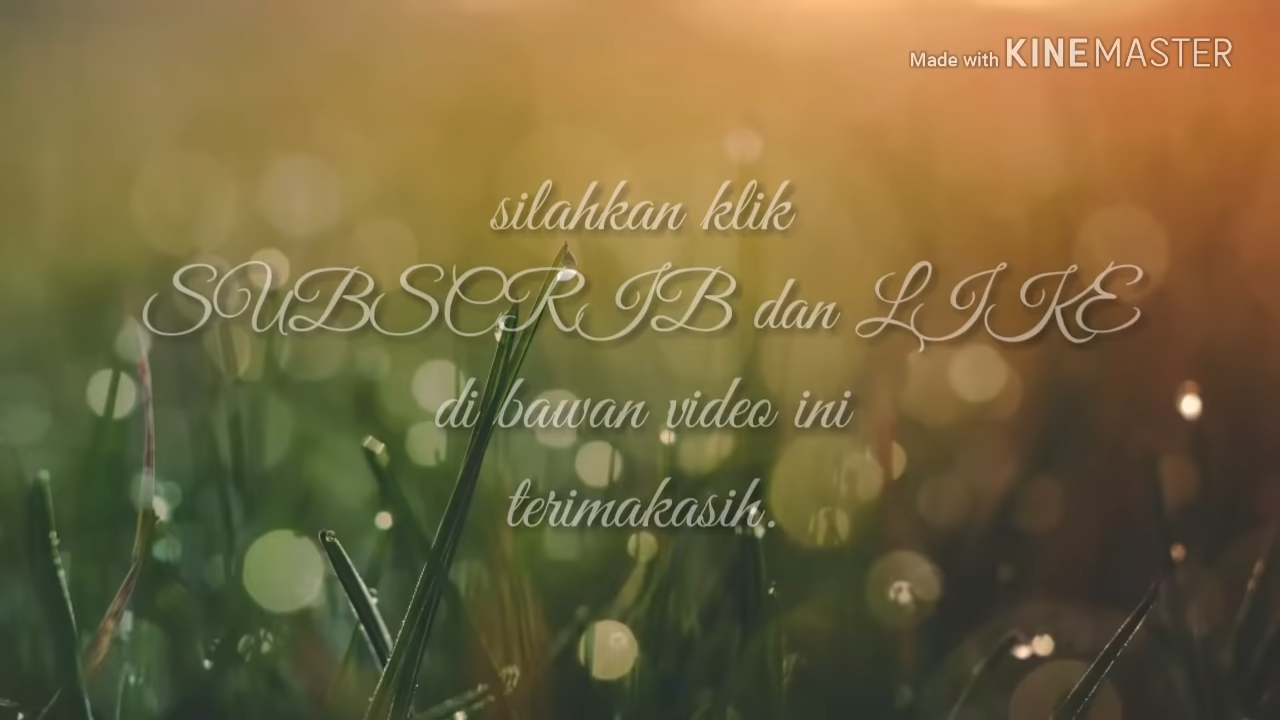 Made with KINEMASTER
silahkan klik
SUBSCRIB dan LIKE
di bawan video ini
terimakasih.